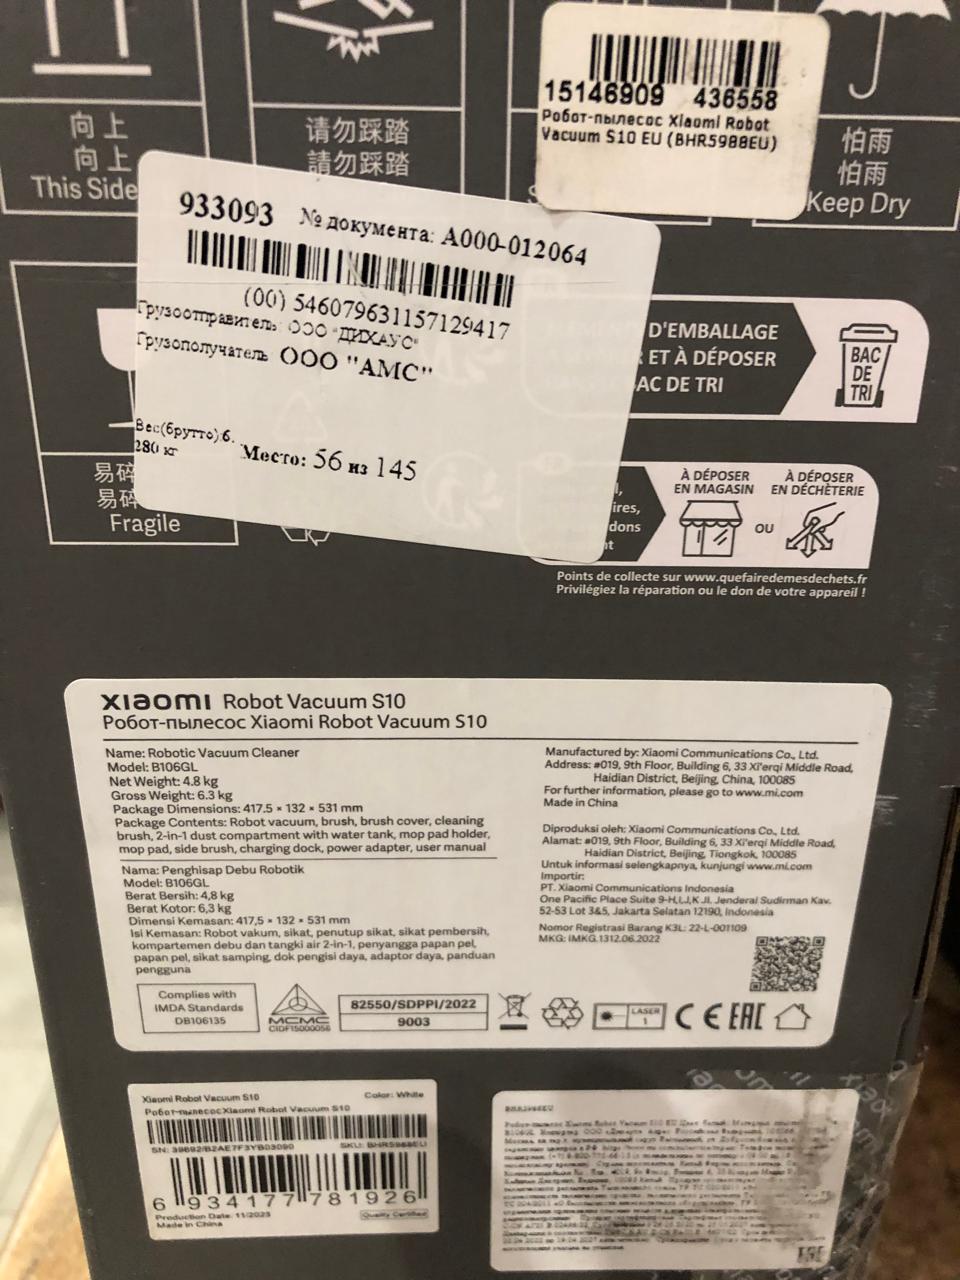 向上
向上
This Side
请勿踩踏
請勿踩踏
15146909 436558
Робот-пылесос Xiaomi Robot
Vacuum S10 EU (BHR5988EU)
怕雨
怕雨
Keep Dry
933093 № документа: А000-012064
(00) 546079631157129417
Грузоотправитель: ООО "ДИХАУС"
Грузополучатель ООО "АМС"
Вес(брутто):6.
280 кг
Место: 56 из 145
易碎
易碎
Fragile
D'EMBALLAGE
ET À DÉPOSER
BAC DE TRI
BAC
DE
TRI
À DÉPOSER
EN MAGASIN
OU
À DÉPOSER
EN DÉCHÈTERIE
Points de collecte sur www.quefairedemesdechets.fr
Privilégiez la réparation ou le don de votre appareil !
xiaomi Robot Vacuum S10
Робот-пылесос Xiaomi Robot Vacuum S10
Name: Robotic Vacuum Cleaner
Model: B106GL
Net Weight: 4.8 kg
Gross Weight: 6.3 kg
Package Dimensions: 417.5 × 132 × 531 mm
Package Contents: Robot vacuum, brush, brush cover, cleaning
brush, 2-in-1 dust compartment with water tank, mop pad holder,
mop pad, side brush, charging dock, power adapter, user manual
Nama: Penghisap Debu Robotik
Model: B106GL
Berat Bersih: 4,8 kg
Berat Kotor: 6,3 kg
Dimensi Kemasan: 417,5 × 132 × 531 mm
Isi Kemasan: Robot vakum, sikat, penutup sikat, sikat pembersih,
kompartemen debu dan tangki air 2-in-1, penyangga papan pel,
papan pel, sikat samping, dok pengisi daya, adaptor daya, panduan
pengguna
Manufactured by: Xiaomi Communications Co., Ltd.
Address: #019, 9th Floor, Building 6, 33 Xi'erqi Middle Road,
Haidian District, Beijing, China, 100085
For further information, please go to www.mi.com
Made in China
Diproduksi oleh: Xiaomi Communications Co., Ltd.
Alamat: #019, 9th Floor, Building 6, 33 Xi'erqi Middle Road,
Haidian District, Beijing, Tiongkok, 100085
Untuk informasi selengkapnya, kunjungi www.mi.com
Importir:
PT. Xiaomi Communications Indonesia
One Pacific Place Suite 9-H,I,J,K Jl. Jenderal Sudirman Kav.
52-53 Lot 3&5, Jakarta Selatan 12190, Indonesia
Nomor Registrasi Barang K3L: 22-L-001109
MKG: IMKG.1312.06.2022
Complies with
IMDA Standards
DB106135
MCMC
CIDF15000056
82550/SDPPI/2022
9003
LASER
1
CE EAC
Xiaomi Robot Vacuum S10 Color: White
Робот-пылесос Xiaomi Robot Vacuum S10
SN: 39692/B2AE7F3YB03090 SKU: BHR5988EU
6 934177 781926
Production Date: 11/2023
Made in China
Quality Certified
BHR5988EU
EAC